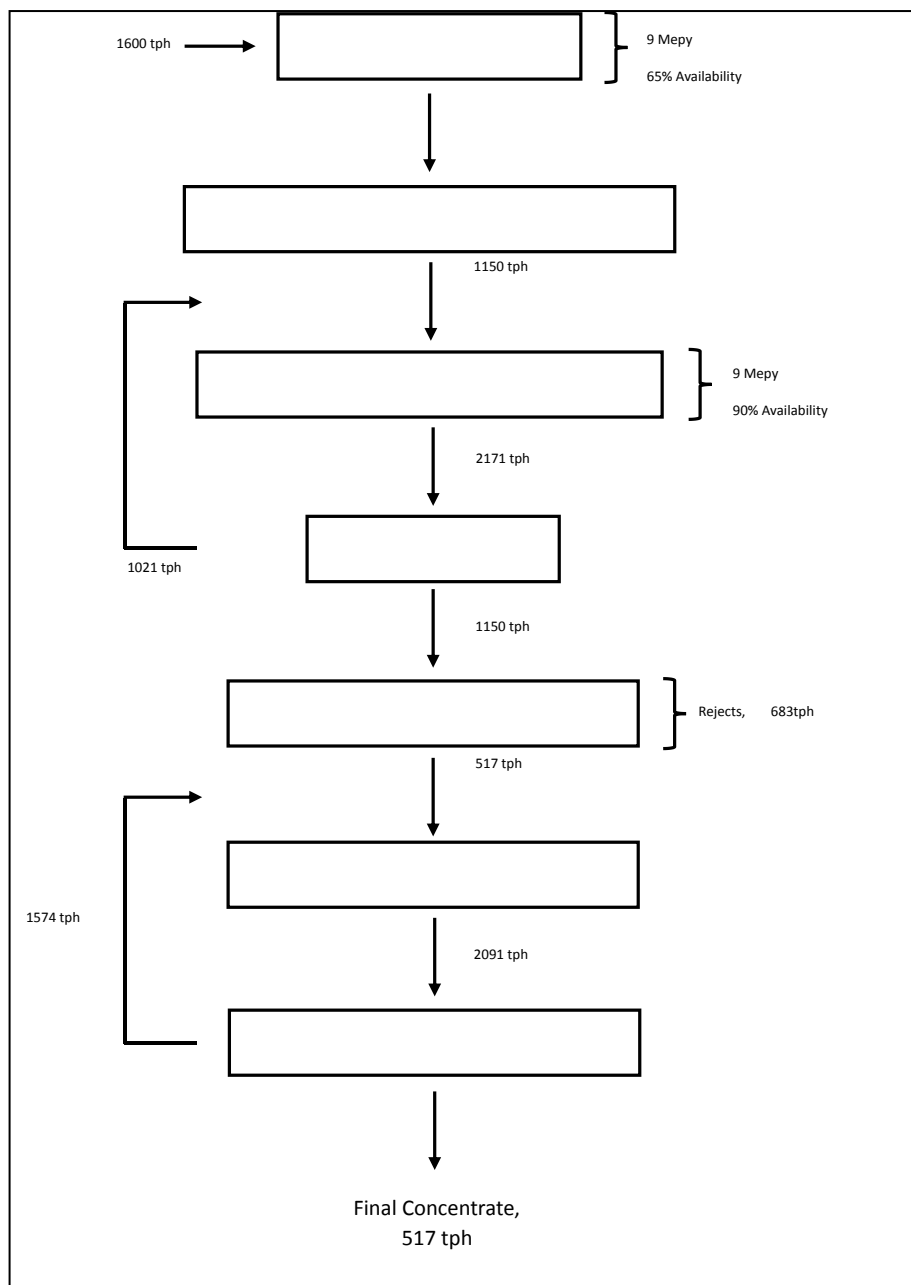 1600 tph
9 Mepy
65% Availability
1150 tph
9 Mepy
90% Availability
2171 tph
1021 tph
1150 tph
Rejects, 683tph
517 tph
1574 tph
2091 tph
Final Concentrate,
517 tph